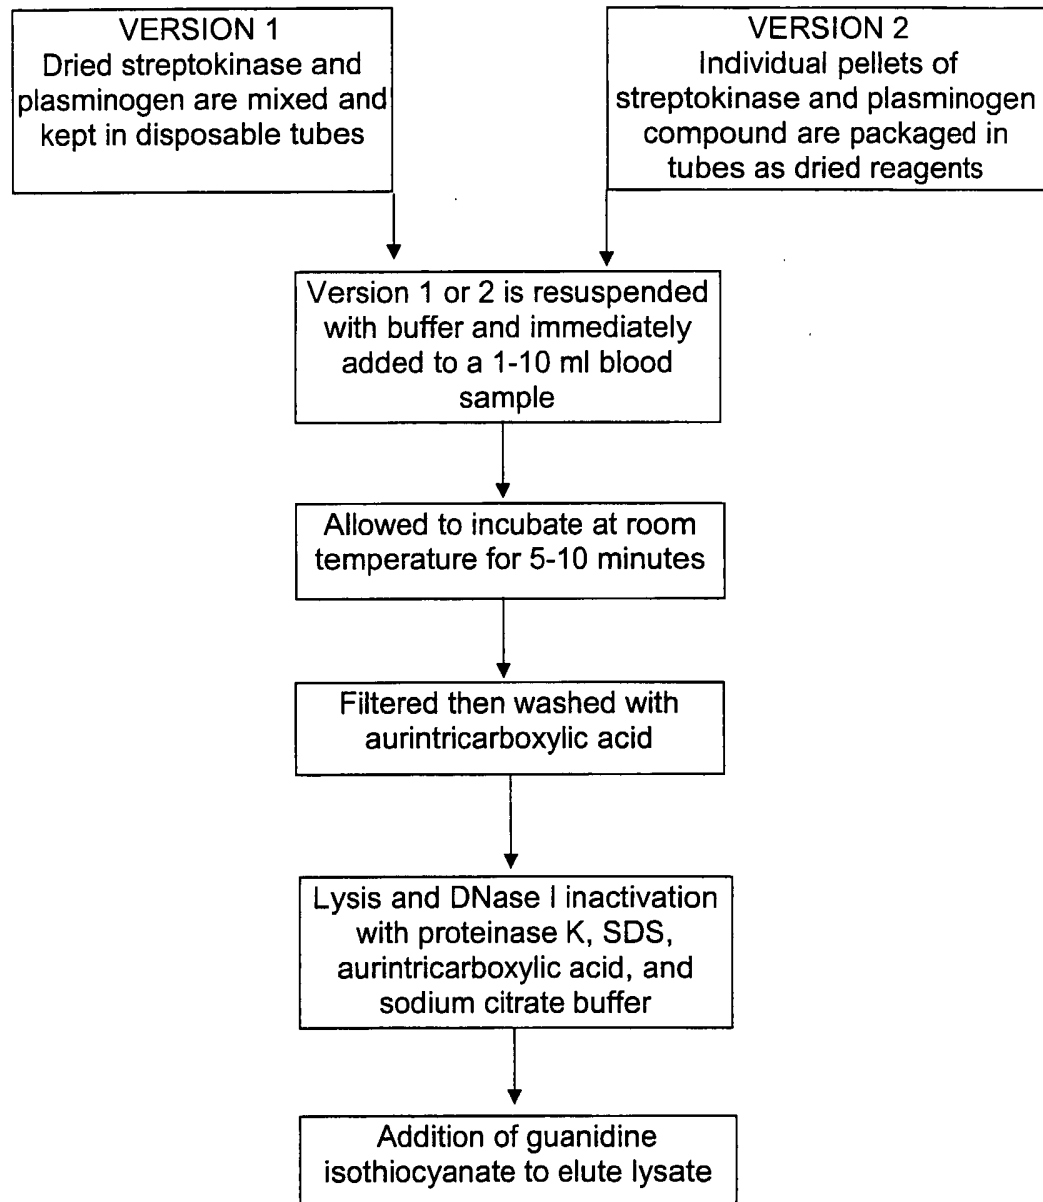 VERSION 1
Dried streptokinase and
plasminogen are mixed and
kept in disposable tubes
VERSION 2
Individual pellets of
streptokinase and plasminogen
compound are packaged in
tubes as dried reagents
Version 1 or 2 is resuspended
with buffer and immediately
added to a 1-10 ml blood
sample
Allowed to incubate at room
temperature for 5-10 minutes
Filtered then washed with
aurintricarboxylic acid
Lysis and DNase I inactivation
with proteinase K, SDS,
aurintricarboxylic acid, and
sodium citrate buffer
Addition of guanidine
isothiocyanate to elute lysate